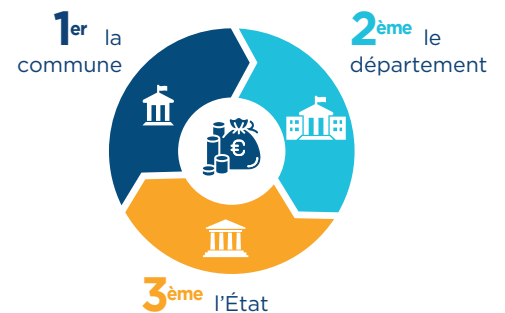 1er la
commune
2ème le
département
€
3ème l'État